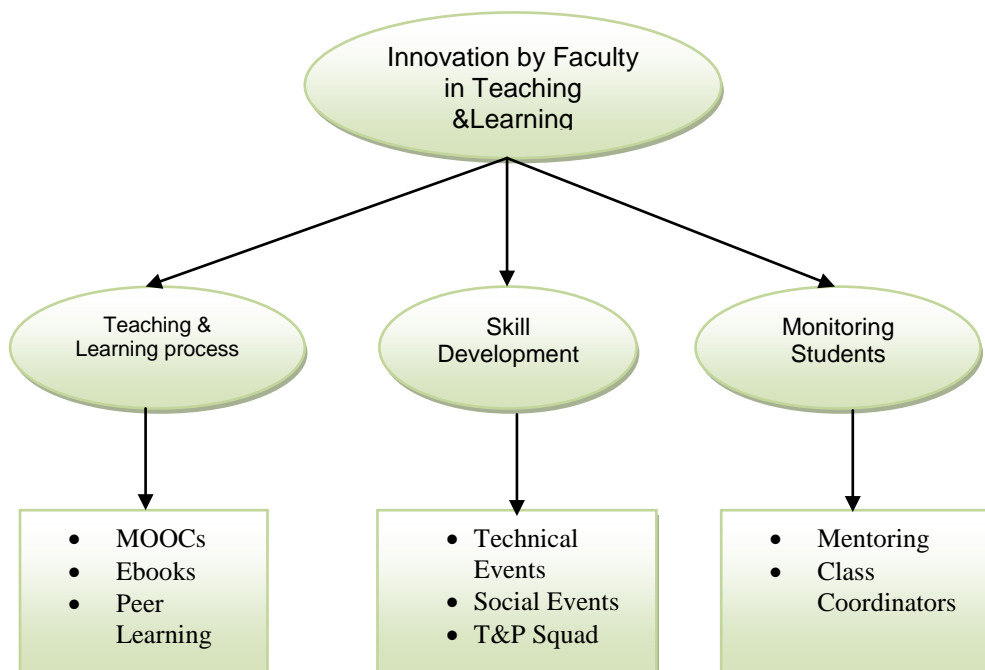 Innovation by Faculty
in Teaching
&Learning
Teaching &
Learning process
Skill
Development
Monitoring
Students
• MOOCs
• Ebooks
• Peer
Learning
• Technical
Events
• Social Events
• T&P Squad
• Mentoring
• Class
Coordinators